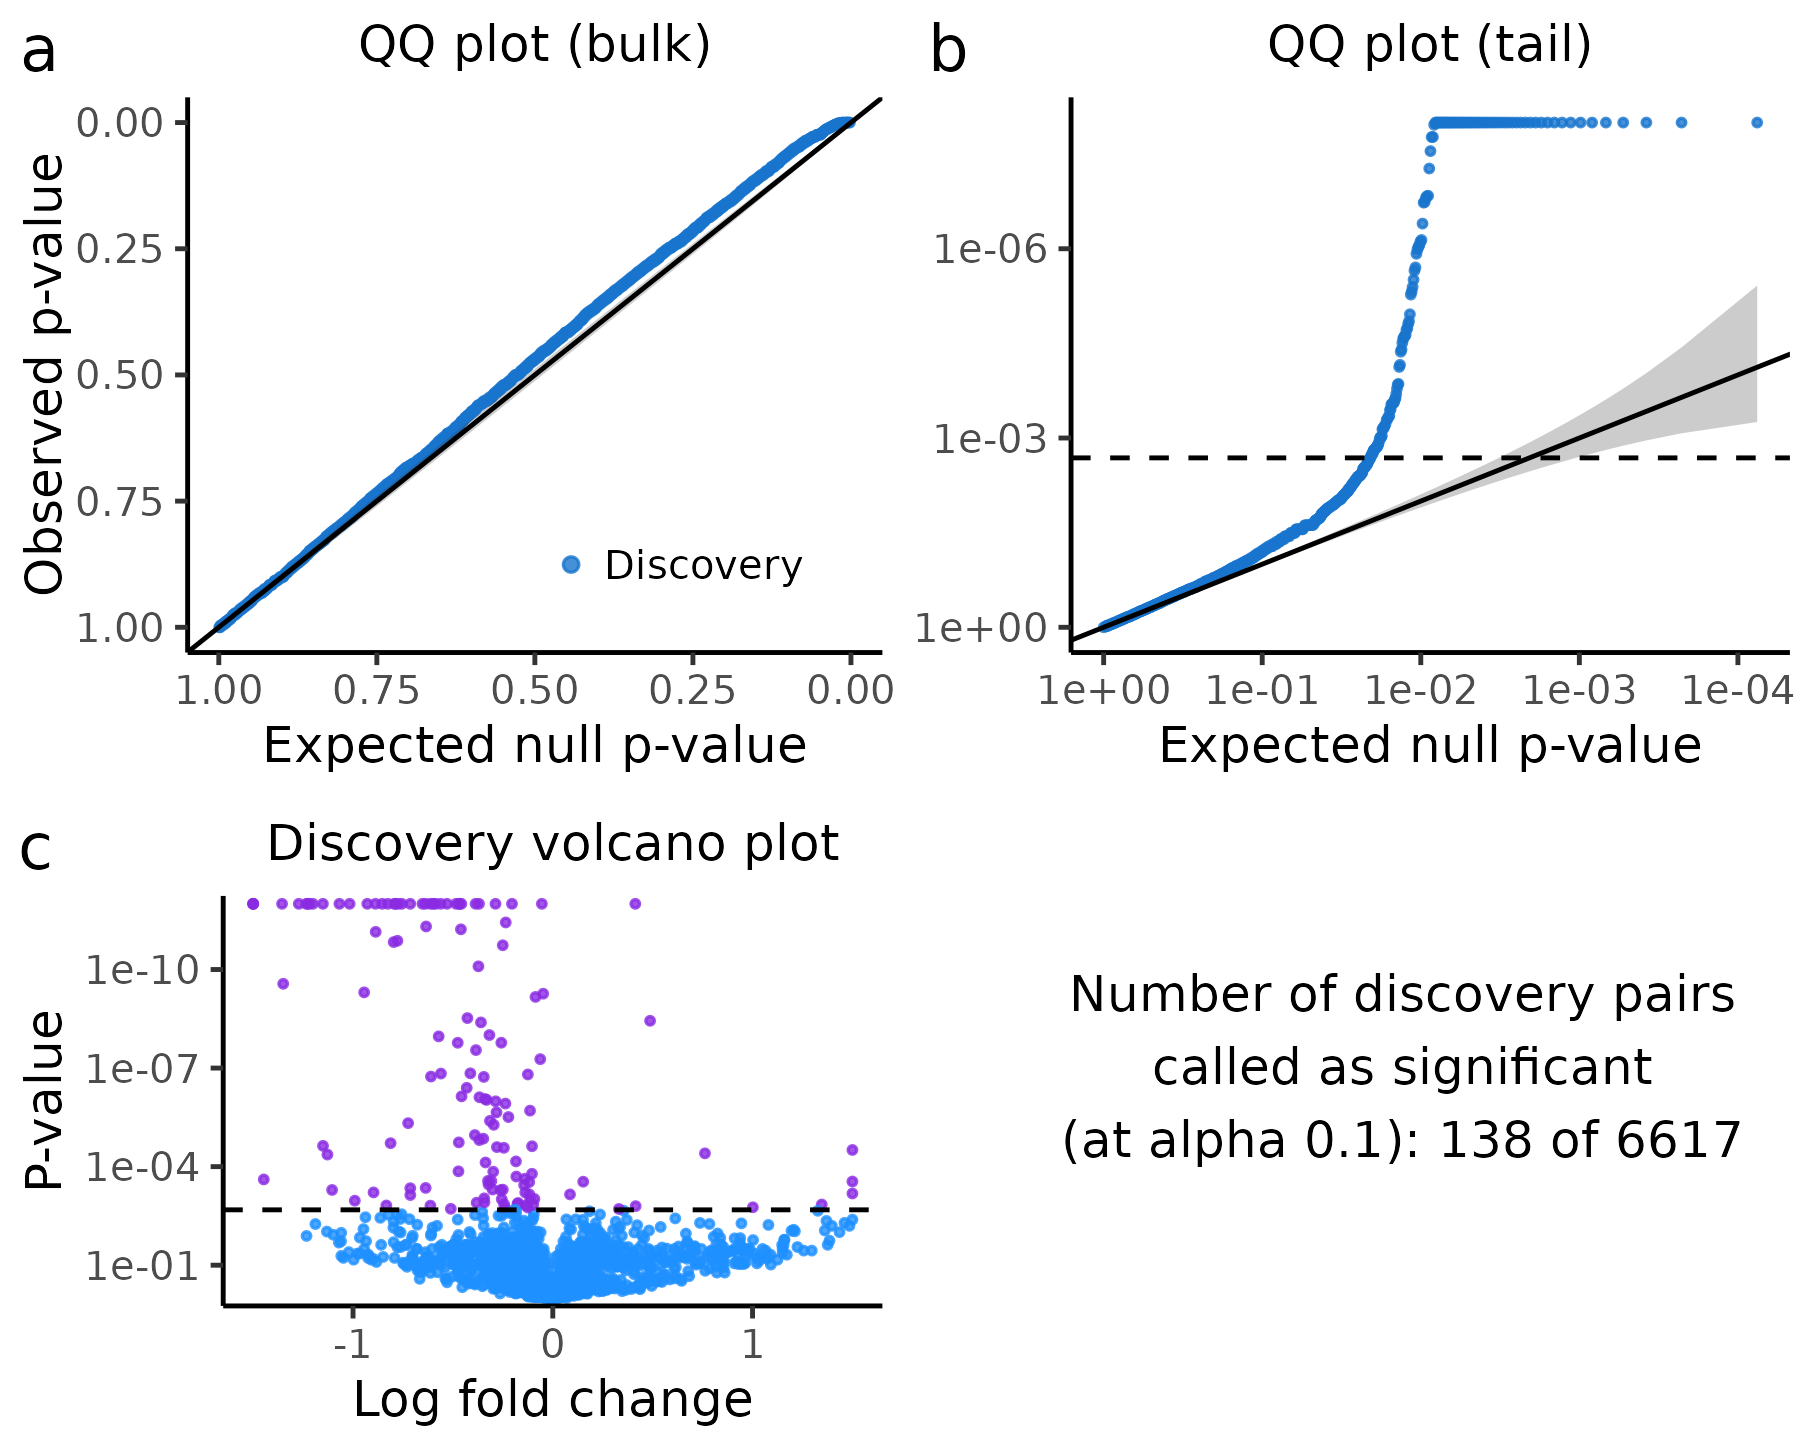 a
QQ plot (bulk)
Observed p-value
0.00
0.25
0.50
0.75
1.00
Discovery
1.00 0.75 0.50 0.25 0.00
Expected null p-value
b
QQ plot (tail)
1e-06
1e-03
1e+00
1e+00 1e-01 1e-02 1e-03 1e-04
Expected null p-value
c
Discovery volcano plot
P-value
1e-10
1e-07
1e-04
1e-01
-1 0 1
Log fold change
Number of discovery pairs
called as significant
(at alpha 0.1): 138 of 6617